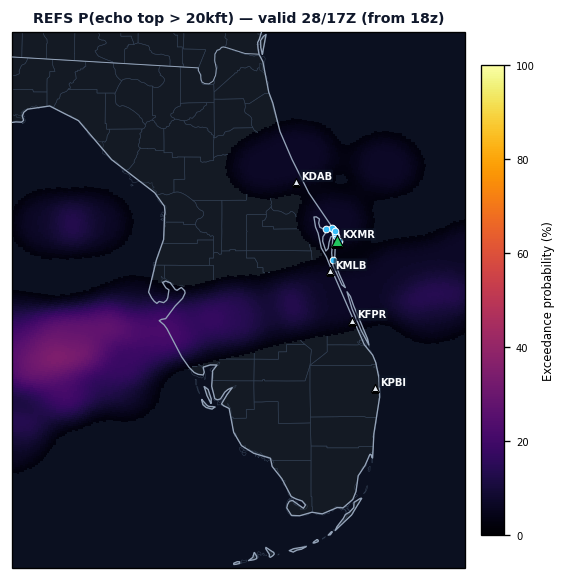 REFS P(echo top > 20kft) — valid 28/17Z (from 18z)
KDAB
KXMR
KMLB
KFPR
KPBI
100
80
60
40
20
0
Exceedance probability (%)